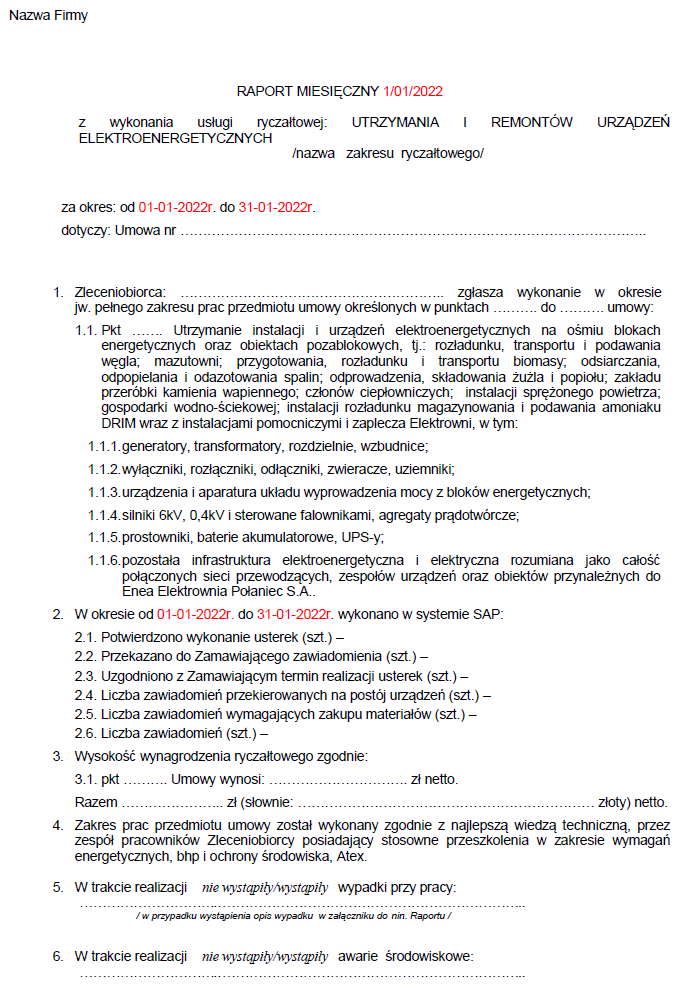 Nazwa Firmy
RAPORT MIESIĘCZNY 1/01/2022
z wykonania usługi ryczałtowej: UTRZYMANIA I REMONTÓW URZĄDZEŃ
ELEKTROENERGETYCZNYCH
/nazwa zakresu ryczałtowego/
za okres: od 01-01-2022r. do 31-01-2022r.
dotyczy: Umowa nr ……………………………………………………………………………………..
1. Zleceniobiorca: ………………………………………………….. zgłasza wykonanie w okresie
jw. pełnego zakresu prac przedmiotu umowy określonych w punktach ………. do ………. umowy:
1.1. Pkt ……. Utrzymanie instalacji i urządzeń elektroenergetycznych na ośmiu blokach
energetycznych oraz obiektach pozablokowych, tj.: rozładunku, transportu i podawania
węgla; mazutowni; przygotowania, rozładunku i transportu biomasy; odsiarczania,
odpopielania i odazotowania spalin; odprowadzenia, składowania żużla i popiołu; zakładu
przeróbki kamienia wapiennego; członów ciepłowniczych; instalacji sprężonego powietrza;
gospodarki wodno-ściekowej; instalacji rozładunku magazynowania i podawania amoniaku
DRIM wraz z instalacjami pomocniczymi i zaplecza Elektrowni, w tym:
1.1.1. generatory, transformatory, rozdzielnie, wzbudnice;
1.1.2. wyłączniki, rozłączniki, odłączniki, zwieracze, uziemniki;
1.1.3. urządzenia i aparatura układu wyprowadzenia mocy z bloków energetycznych;
1.1.4. silniki 6kV, 0,4kV i sterowane falownikami, agregaty prądotwórcze;
1.1.5. prostowniki, baterie akumulatorowe, UPS-y;
1.1.6. pozostała infrastruktura elektroenergetyczna i elektryczna rozumiana jako całość
połączonych sieci przewodzących, zespołów urządzeń oraz obiektów przynależnych do
Enea Elektrownia Połaniec S.A..
2. W okresie od 01-01-2022r. do 31-01-2022r. wykonano w systemie SAP:
2.1. Potwierdzono wykonanie usterek (szt.) –
2.2. Przekazano do Zamawiającego zawiadomienia (szt.) –
2.3. Uzgodniono z Zamawiającym termin realizacji usterek (szt.) –
2.4. Liczba zawiadomień przekierowanych na postój urządzeń (szt.) –
2.5. Liczba zawiadomień wymagających zakupu materiałów (szt.) –
2.6. Liczba zawiadomień (szt.) –
3. Wysokość wynagrodzenia ryczałtowego zgodnie:
3.1. pkt ………. Umowy wynosi: …………………………. zł netto.
Razem ………………….. zł (słownie: ………………………………………………………… złoty) netto.
4. Zakres prac przedmiotu umowy został wykonany zgodnie z najlepszą wiedzą techniczną, przez
zespół pracowników Zleceniobiorcy posiadający stosowne przeszkolenia w zakresie wymagań
energetycznych, bhp i ochrony środowiska, Atex.
5. W trakcie realizacji nie wystąpiły/wystąpiły wypadki przy pracy:
……………………………………………………………………………………..
/ w przypadku wystąpienia opis wypadku w załączniku do nin. Raportu /
6. W trakcie realizacji nie wystąpiły/wystąpiły awarie środowiskowe:
……………………………………………………………………………………..